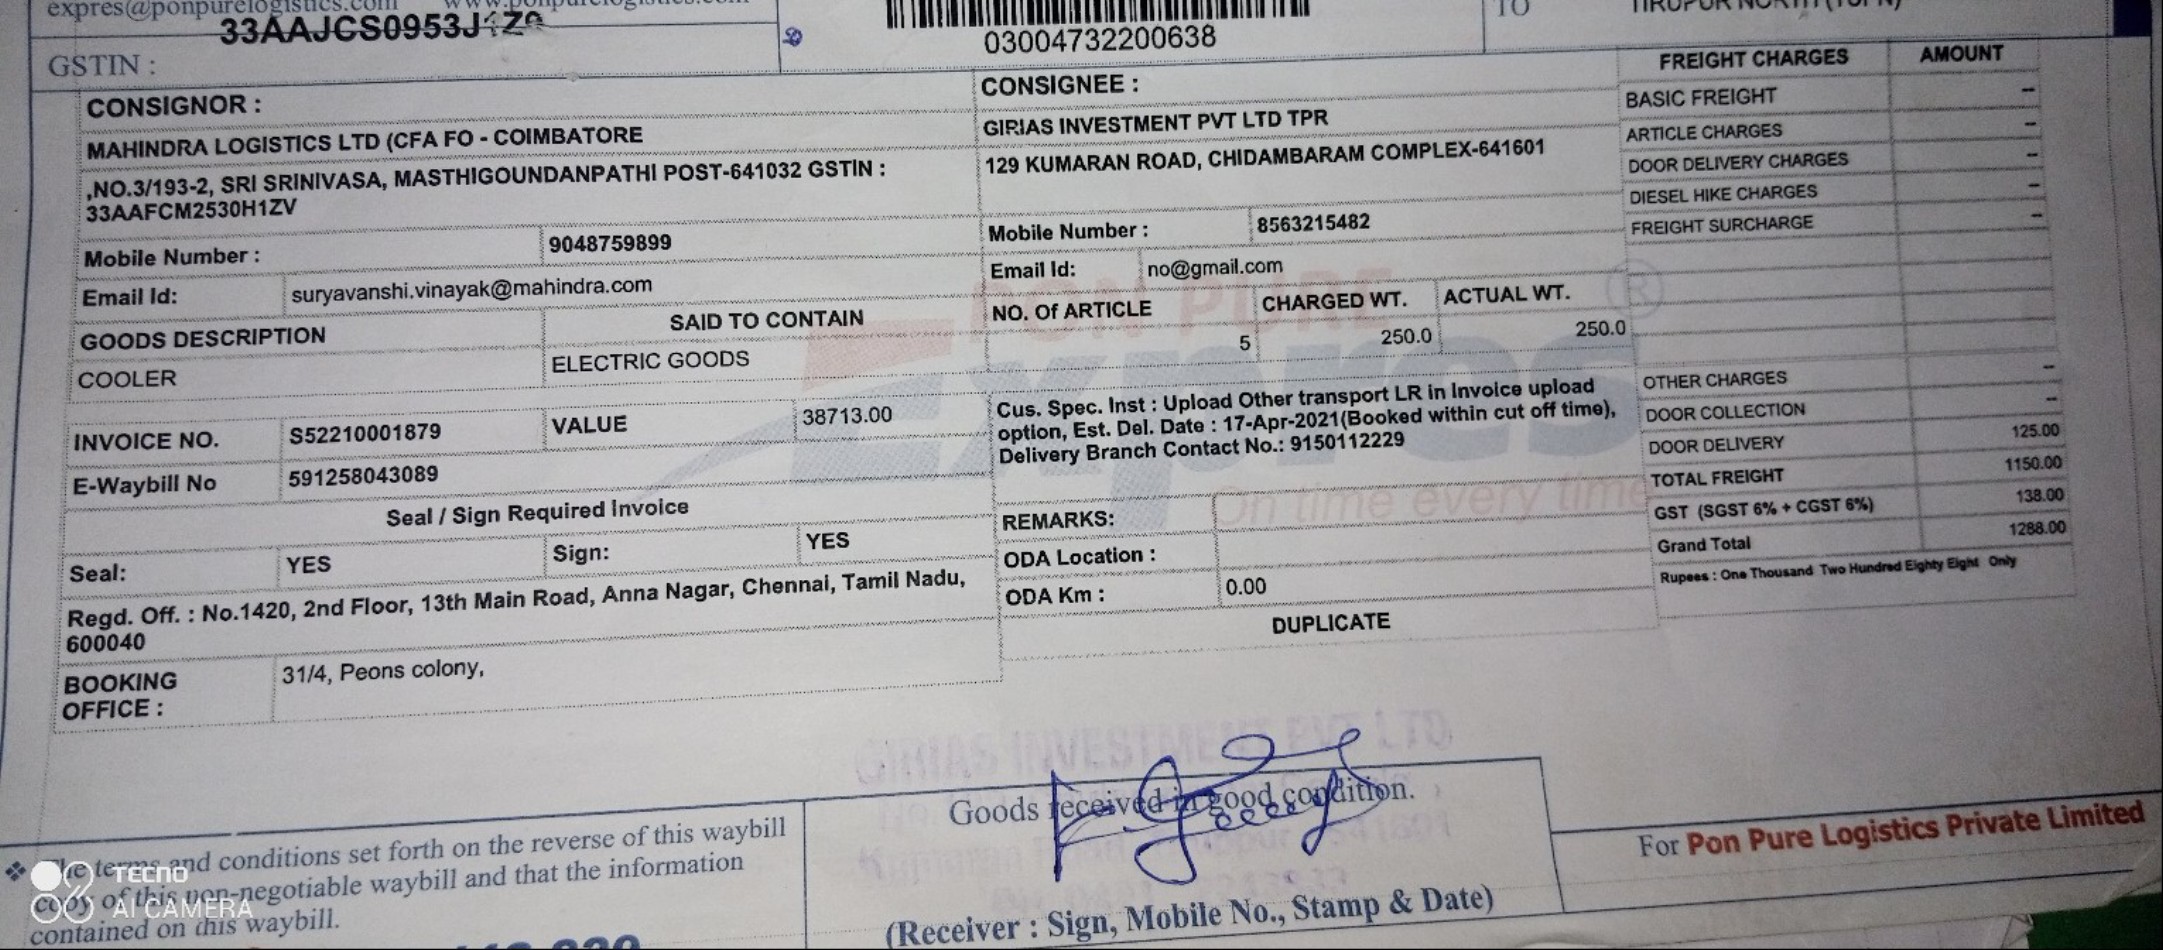 expres@ponpurelogistics.com
03004732200638
TO
GSTIN :
CONSIGNOR :
MAHINDRA LOGISTICS LTD (CFA FO - COIMBATORE
,NO.3/193-2, SRI SRINIVASA, MASTHIGOUNDANPATHI POST-641032 GSTIN :
33AAFCM2530H1ZV
Mobile Number : 9048759899
Email Id: suryavanshi.vinayak@mahindra.com
CONSIGNEE :
GIRIAS INVESTMENT PVT LTD TPR
129 KUMARAN ROAD, CHIDAMBARAM COMPLEX-641601
Mobile Number : 8563215482
Email Id: no@gmail.com
FREIGHT CHARGES AMOUNT
BASIC FREIGHT –
ARTICLE CHARGES –
DOOR DELIVERY CHARGES –
DIESEL HIKE CHARGES –
FREIGHT SURCHARGE –
GOODS DESCRIPTION SAID TO CONTAIN NO. Of ARTICLE CHARGED WT. ACTUAL WT.
COOLER ELECTRIC GOODS 5 250.0 250.0
PON PURE
Expres ®
On time every time
INVOICE NO. S52210001879 VALUE 38713.00
E-Waybill No 591258043089
Seal / Sign Required Invoice
Seal: YES Sign: YES
Regd. Off. : No.1420, 2nd Floor, 13th Main Road, Anna Nagar, Chennai, Tamil Nadu,
600040
BOOKING
OFFICE :
31/4, Peons colony,
Cus. Spec. Inst : Upload Other transport LR in Invoice upload
option, Est. Del. Date : 17-Apr-2021(Booked within cut off time),
Delivery Branch Contact No.: 9150112229
REMARKS:
ODA Location :
ODA Km : 0.00
DUPLICATE
OTHER CHARGES –
DOOR COLLECTION –
DOOR DELIVERY 125.00
TOTAL FREIGHT 1150.00
GST (SGST 6% + CGST 6%) 138.00
Grand Total 1288.00
Rupees : One Thousand Two Hundred Eighty Eight Only
GIRIAS INVESTMENT PVT LTD
Goods received in good condition.
(Receiver : Sign, Mobile No., Stamp & Date)
For Pon Pure Logistics Private Limited
❖ The terms and conditions set forth on the reverse of this waybill
copy of this non-negotiable waybill and that the information
contained on this waybill.
TECNO
AI CAMERA